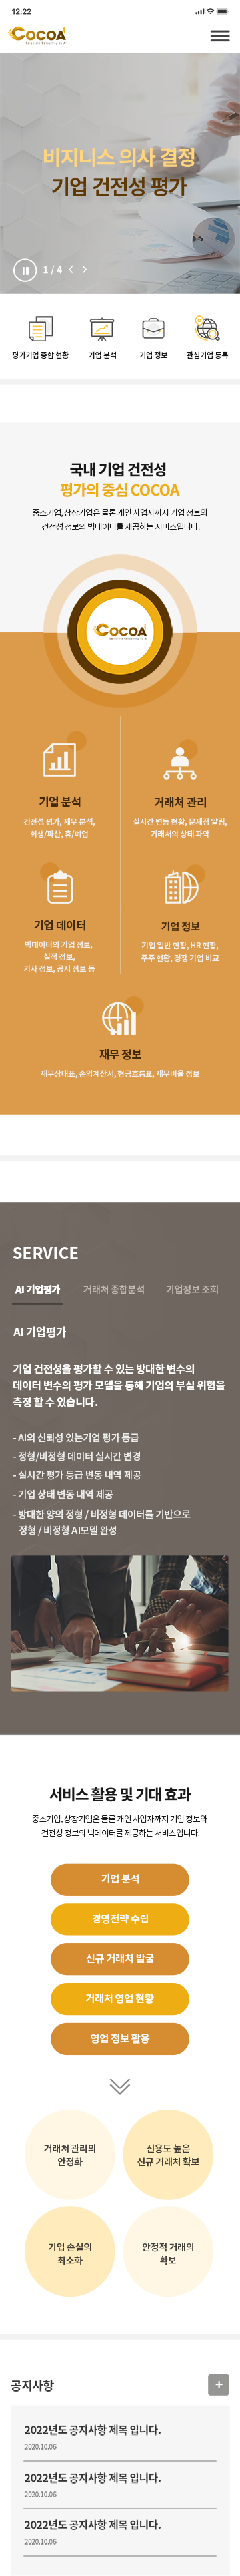 12:22
COCOA
비지니스 의사 결정
기업 건전성 평가
1 / 4
평가기업 종합 현황
기업 분석
기업 정보
관심기업 등록
국내 기업 건전성
평가의 중심 COCOA
중소기업,상장기업은 물론 개인 사업자까지 기업 정보와
건전성 정보의 빅데이터를 제공하는 서비스입니다.
COCOA
기업 분석
건전성 평가, 재무 분석,
회생/파산, 휴/폐업
거래처 관리
실시간 변동 현황, 문제점 알림,
거래처의 상태 파악
기업 데이터
빅데이터의 기업 정보,
실적 정보,
기사 정보, 공시 정보 등
기업 정보
기업 일반 현황, HR 현황,
주주 현황, 경쟁 기업 비교
재무 정보
재무상태표, 손익계산서, 현금흐름표, 재무비율 정보
SERVICE
AI 기업평가
거래처 종합분석
기업정보 조회
AI 기업평가
기업 건전성을 평가할 수 있는 방대한 변수의
데이터 변수의 평가 모델을 통해 기업의 부실 위험을
측정 할 수 있습니다.
- AI의 신뢰성 있는기업 평가 등급
- 정형/비정형 데이터 실시간 변경
- 실시간 평가 등급 변동 내역 제공
- 기업 상태 변동 내역 제공
- 방대한 양의 정형 / 비정형 데이터를 기반으로
정형 / 비정형 AI모델 완성
서비스 활용 및 기대 효과
중소기업,상장기업은 물론 개인 사업자까지 기업 정보와
건전성 정보의 빅데이터를 제공하는 서비스입니다.
기업 분석
경영전략 수립
신규 거래처 발굴
거래처 영업 현황
영업 정보 활용
거래처 관리의
안정화
신용도 높은
신규 거래처 확보
기업 손실의
최소화
안정적 거래의
확보
공지사항
+
2022년도 공지사항 제목 입니다.
2020.10.06
2022년도 공지사항 제목 입니다.
2020.10.06
2022년도 공지사항 제목 입니다.
2020.10.06